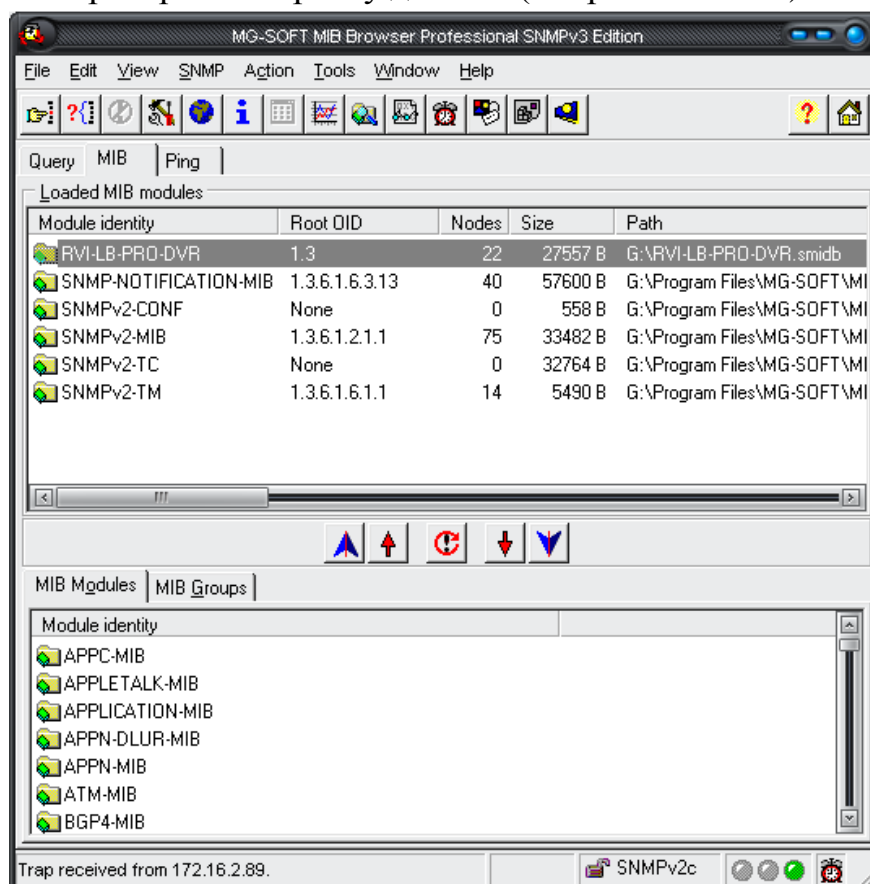 MG-SOFT MIB Browser Professional SNMPv3 Edition
File Edit View SNMP Action Tools Window Help
Query MIB Ping
Loaded MIB modules
Module identity Root OID Nodes Size Path
RVI-LB-PRO-DVR 1.3 22 27557 B G:\RVI-LB-PRO-DVR.smidb
SNMP-NOTIFICATION-MIB 1.3.6.1.6.3.13 40 57600 B G:\Program Files\MG-SOFT\MI
SNMPv2-CONF None 0 558 B G:\Program Files\MG-SOFT\MI
SNMPv2-MIB 1.3.6.1.2.1.1 75 33482 B G:\Program Files\MG-SOFT\MI
SNMPv2-TC None 0 32764 B G:\Program Files\MG-SOFT\MI
SNMPv2-TM 1.3.6.1.6.1.1 14 5490 B G:\Program Files\MG-SOFT\MI
MIB Modules MIB Groups
Module identity
APPC-MIB
APPLETALK-MIB
APPLICATION-MIB
APPN-DLUR-MIB
APPN-MIB
ATM-MIB
BGP4-MIB
Trap received from 172.16.2.89. SNMPv2c